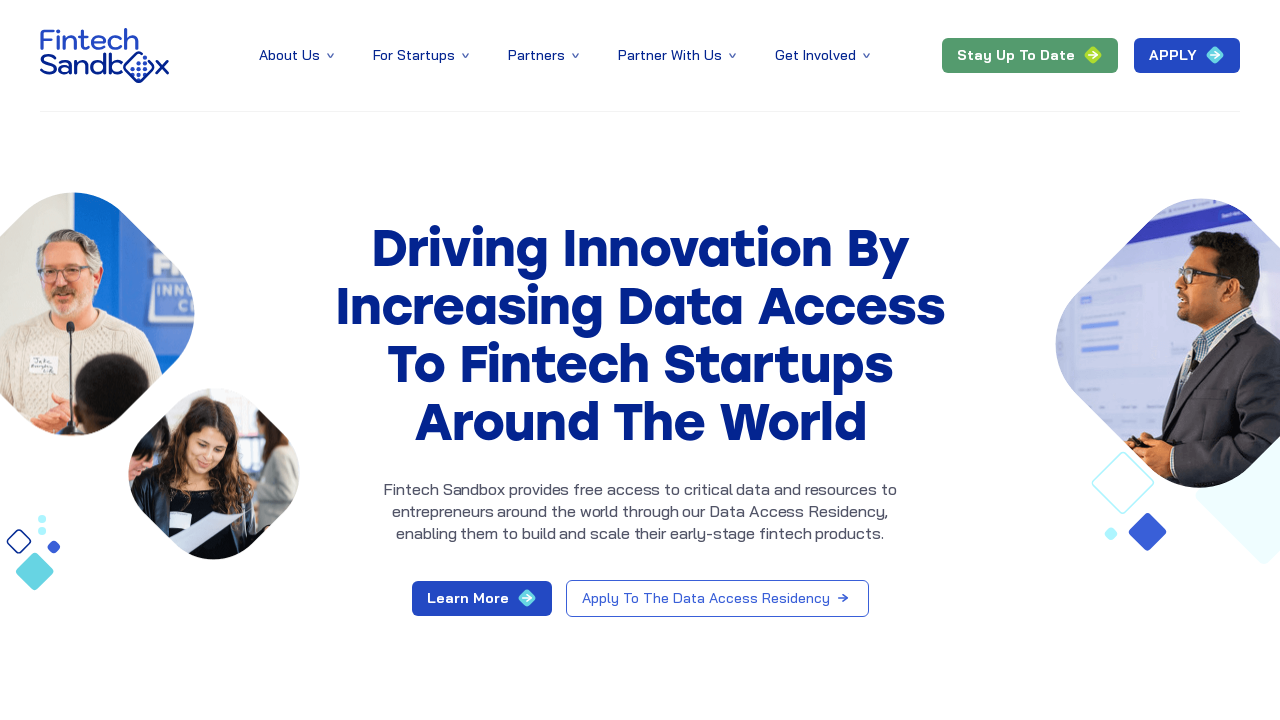 Fintech
Sandbox
About Us
For Startups
Partners
Partner With Us
Get Involved
Stay Up To Date
APPLY
Driving Innovation By
Increasing Data Access
To Fintech Startups
Around The World
Fintech Sandbox provides free access to critical data and resources to
entrepreneurs around the world through our Data Access Residency,
enabling them to build and scale their early-stage fintech products.
Learn More
Apply To The Data Access Residency